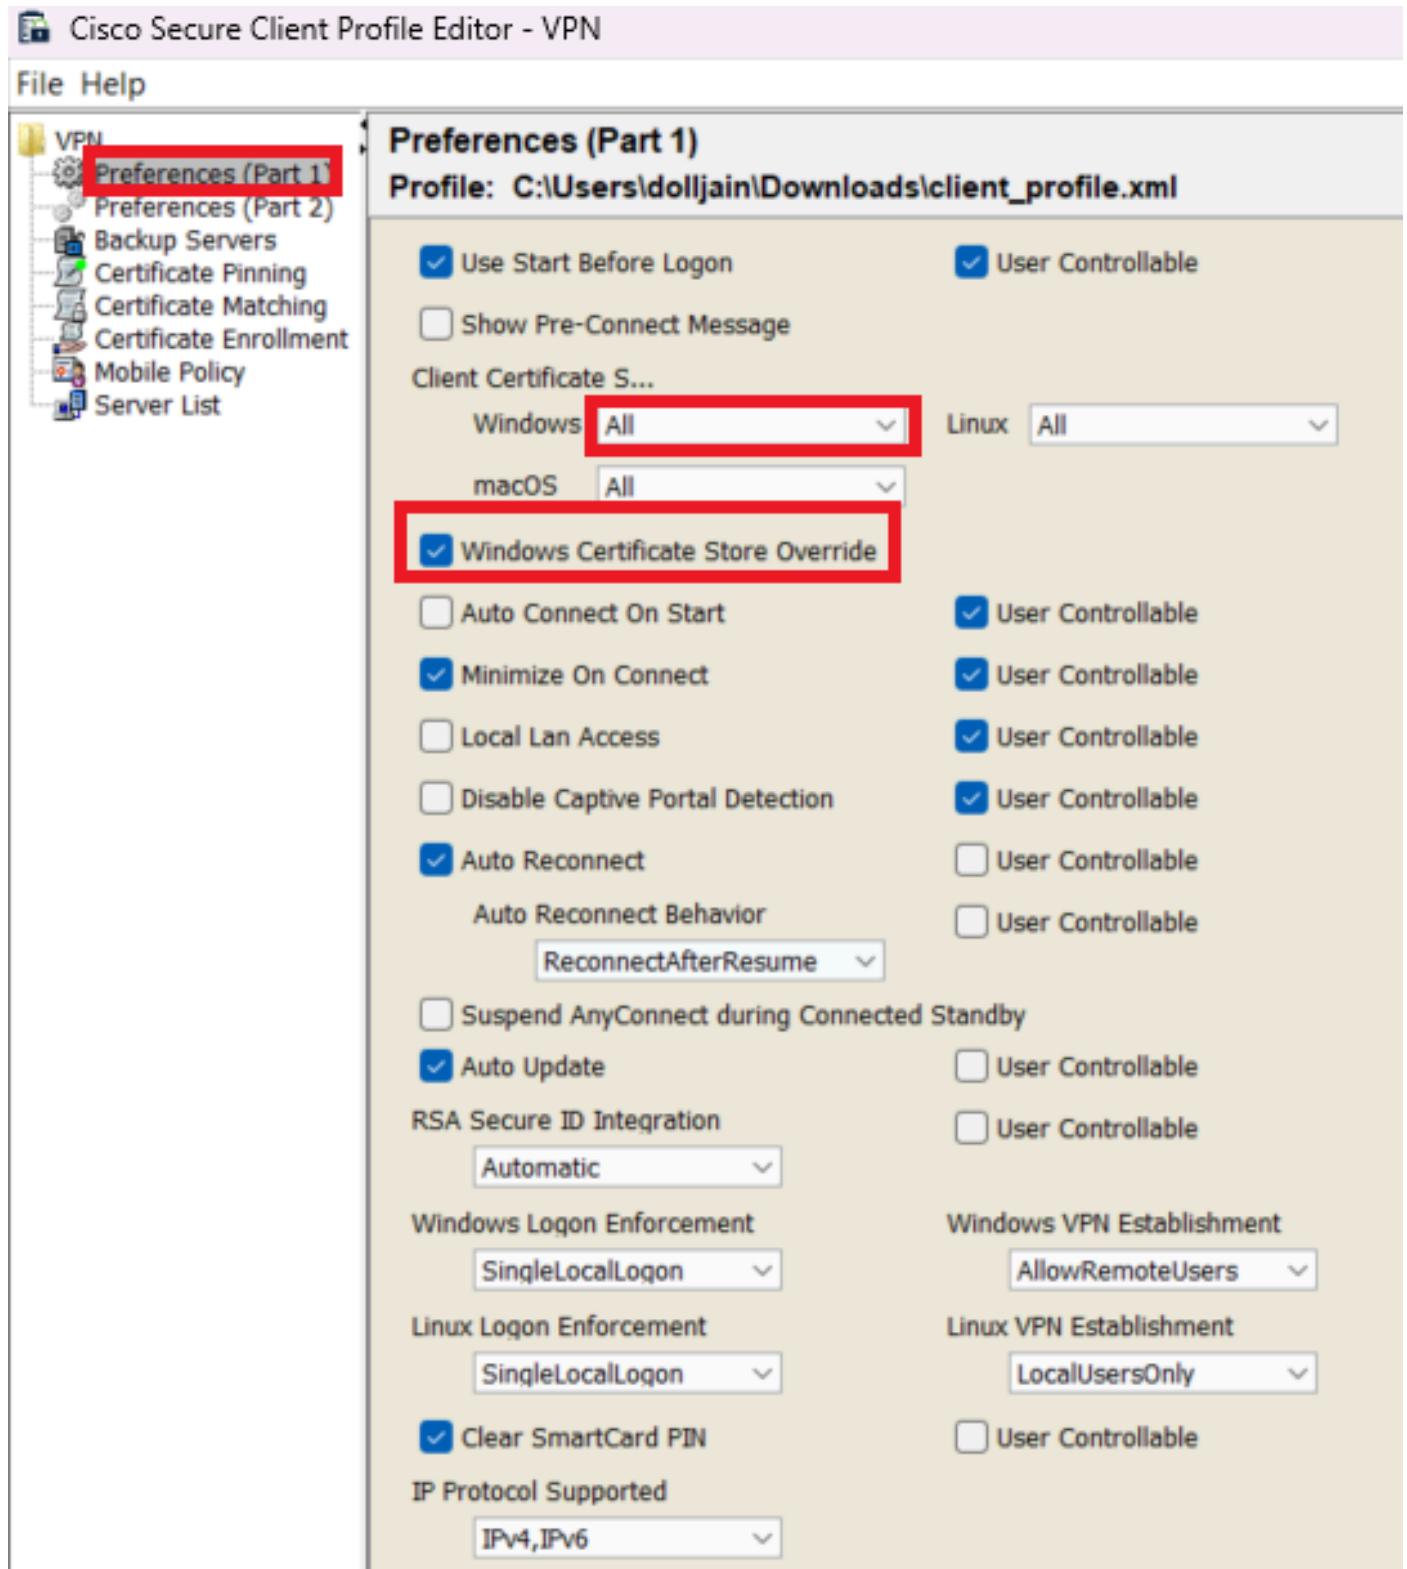 Cisco Secure Client Profile Editor - VPN
File Help
VPN
Preferences (Part 1)
Preferences (Part 2)
Backup Servers
Certificate Pinning
Certificate Matching
Certificate Enrollment
Mobile Policy
Server List
Preferences (Part 1)
Profile: C:\Users\dolljain\Downloads\client_profile.xml
Use Start Before Logon User Controllable
Show Pre-Connect Message
Client Certificate S...
Windows All Linux All
macOS All
Windows Certificate Store Override
Auto Connect On Start User Controllable
Minimize On Connect User Controllable
Local Lan Access User Controllable
Disable Captive Portal Detection User Controllable
Auto Reconnect User Controllable
Auto Reconnect Behavior User Controllable
ReconnectAfterResume
Suspend AnyConnect during Connected Standby
Auto Update User Controllable
RSA Secure ID Integration User Controllable
Automatic
Windows Logon Enforcement Windows VPN Establishment
SingleLocalLogon AllowRemoteUsers
Linux Logon Enforcement Linux VPN Establishment
SingleLocalLogon LocalUsersOnly
Clear SmartCard PIN User Controllable
IP Protocol Supported
IPv4,IPv6